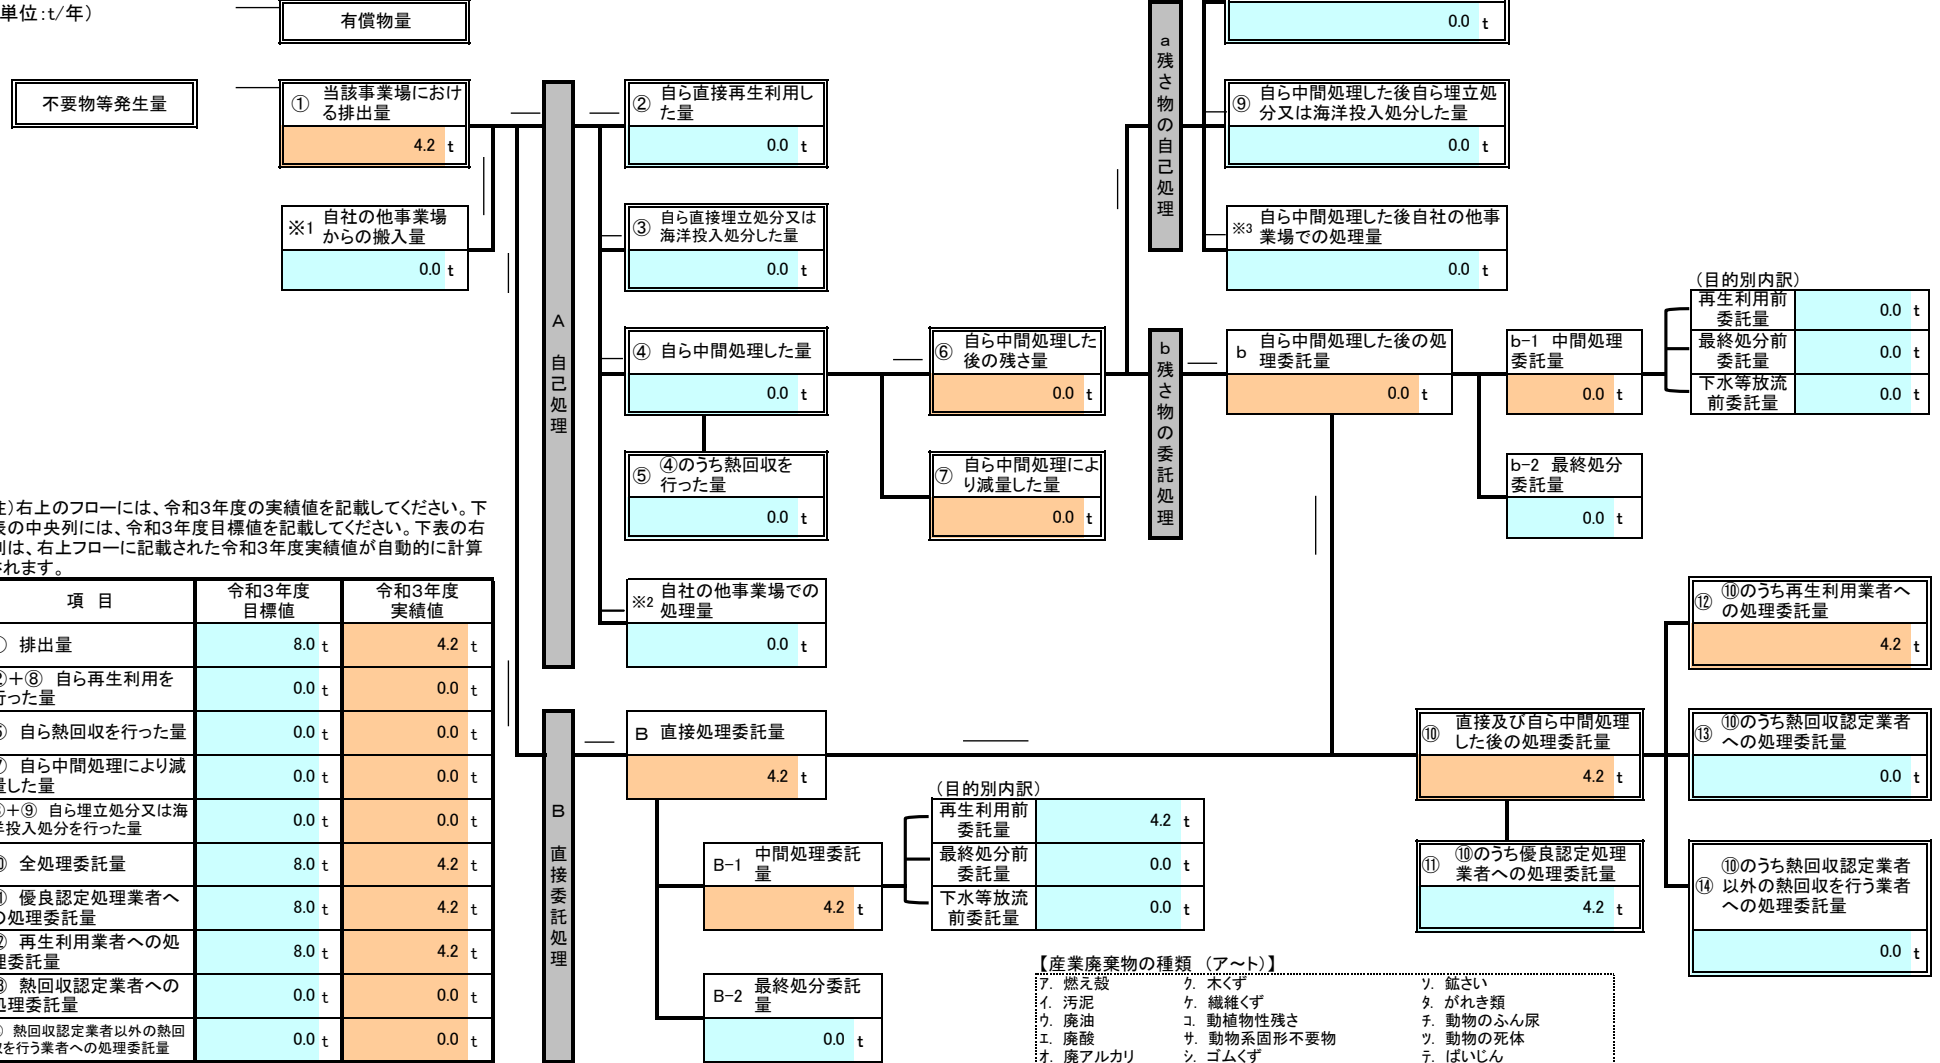 単位:t/年）
有償物量
0.0 t
不要物等発生量
① 当該事業場におけ
る排出量
4.2 t
※1 自社の他事業場
からの搬入量
0.0 t
A 自己処理
② 自ら直接再生利用し
た量
0.0 t
③ 自ら直接埋立処分又は
海洋投入処分した量
0.0 t
④ 自ら中間処理した量
0.0 t
⑤ ④のうち熱回収を
行った量
0.0 t
※2 自社の他事業場での
処理量
0.0 t
⑥ 自ら中間処理した
後の残さ量
0.0 t
⑦ 自ら中間処理によ
り減量した量
0.0 t
a残さ物の自己処理
⑨ 自ら中間処理した後自ら埋立処
分又は海洋投入処分した量
0.0 t
※3 自ら中間処理した後自社の他事
業場での処理量
0.0 t
b残さ物の委託処理
b 自ら中間処理した後の処
理委託量
0.0 t
b-1 中間処理
委託量
0.0 t
b-2 最終処分
委託量
0.0 t
（目的別内訳）
再生利用前
委託量
0.0 t
最終処分前
委託量
0.0 t
下水等放流
前委託量
0.0 t
注）右上のフローには、令和3年度の実績値を記載してください。下
表の中央列には、令和3年度目標値を記載してください。下表の右
列は、右上フローに記載された令和3年度実績値が自動的に計算
されます。
項 目
令和3年度
目標値
令和3年度
実績値
① 排出量
8.0 t 4.2 t
②+⑧ 自ら再生利用を
行った量
0.0 t 0.0 t
⑤ 自ら熱回収を行った量
0.0 t 0.0 t
⑦ 自ら中間処理により減
量した量
0.0 t 0.0 t
③+⑨ 自ら埋立処分又は海
洋投入処分を行った量
0.0 t 0.0 t
⑩ 全処理委託量
8.0 t 4.2 t
⑪ 優良認定処理業者へ
の処理委託量
8.0 t 4.2 t
⑫ 再生利用業者への処
理委託量
8.0 t 4.2 t
⑬ 熱回収認定業者への
処理委託量
0.0 t 0.0 t
⑭ 熱回収認定業者以外の熱回
収を行う業者への処理委託量
0.0 t 0.0 t
B 直接委託処理
B 直接処理委託量
4.2 t
B-1 中間処理委託
量
4.2 t
B-2 最終処分委託
量
0.0 t
（目的別内訳）
再生利用前
委託量
4.2 t
最終処分前
委託量
0.0 t
下水等放流
前委託量
0.0 t
⑩ 直接及び自ら中間処理
した後の処理委託量
4.2 t
⑪ ⑩のうち優良認定処理
業者への処理委託量
4.2 t
⑫ ⑩のうち再生利用業者へ
の処理委託量
4.2 t
⑬ ⑩のうち熱回収認定業者
への処理委託量
0.0 t
⑭ ⑩のうち熱回収認定業者
以外の熱回収を行う業者
への処理委託量
0.0 t
【産業廃棄物の種類 （ア～ト）】
ア. 燃え殻 ク. 木くず ソ. 鉱さい
イ. 汚泥 ケ. 繊維くず タ. がれき類
ウ. 廃油 コ. 動植物性残さ チ. 動物のふん尿
エ. 廃酸 サ. 動物系固形不要物 ツ. 動物の死体
オ. 廃アルカリ シ. ゴムくず テ. ばいじん